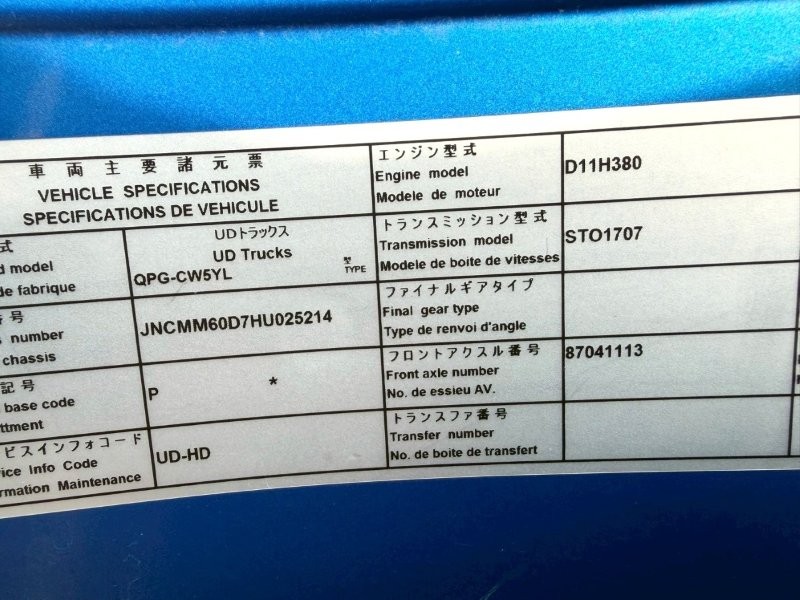 車両主要諸元票
VEHICLE SPECIFICATIONS
SPECIFICATIONS DE VEHICULE
式
model
de fabrique
UDトラックス
UD Trucks
QPG-CW5YL
型
TYPE
号
number
chassis
JNCMM60D7HU025214
記号
base code
P *
ビスインフォコード
Info Code
Maintenance
UD-HD
エンジン型式
Engine model
Modele de moteur
D11H380
トランスミッション型式
Transmission model
Modele de boite de vitesses
STO1707
ファイナルギアタイプ
Final gear type
Type de renvoi d'angle
フロントアクスル番号
Front axle number
No. de essieu AV.
87041113
トランスファ番号
Transfer number
No. de boite de transfert